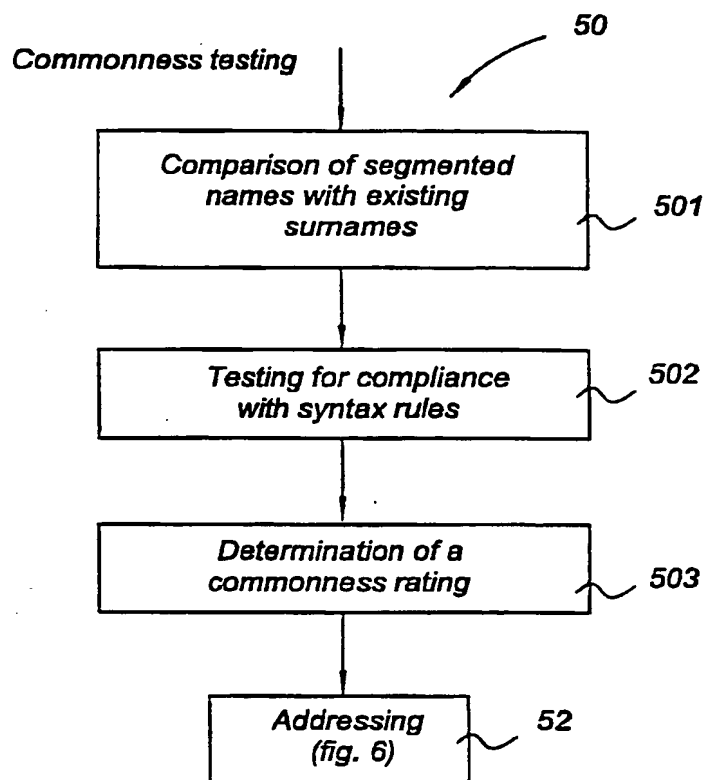 50
Commonness testing
Comparison of segmented
names with existing
surnames
501
Testing for compliance
with syntax rules
502
Determination of a
commonness rating
503
Addressing
(fig. 6)
52